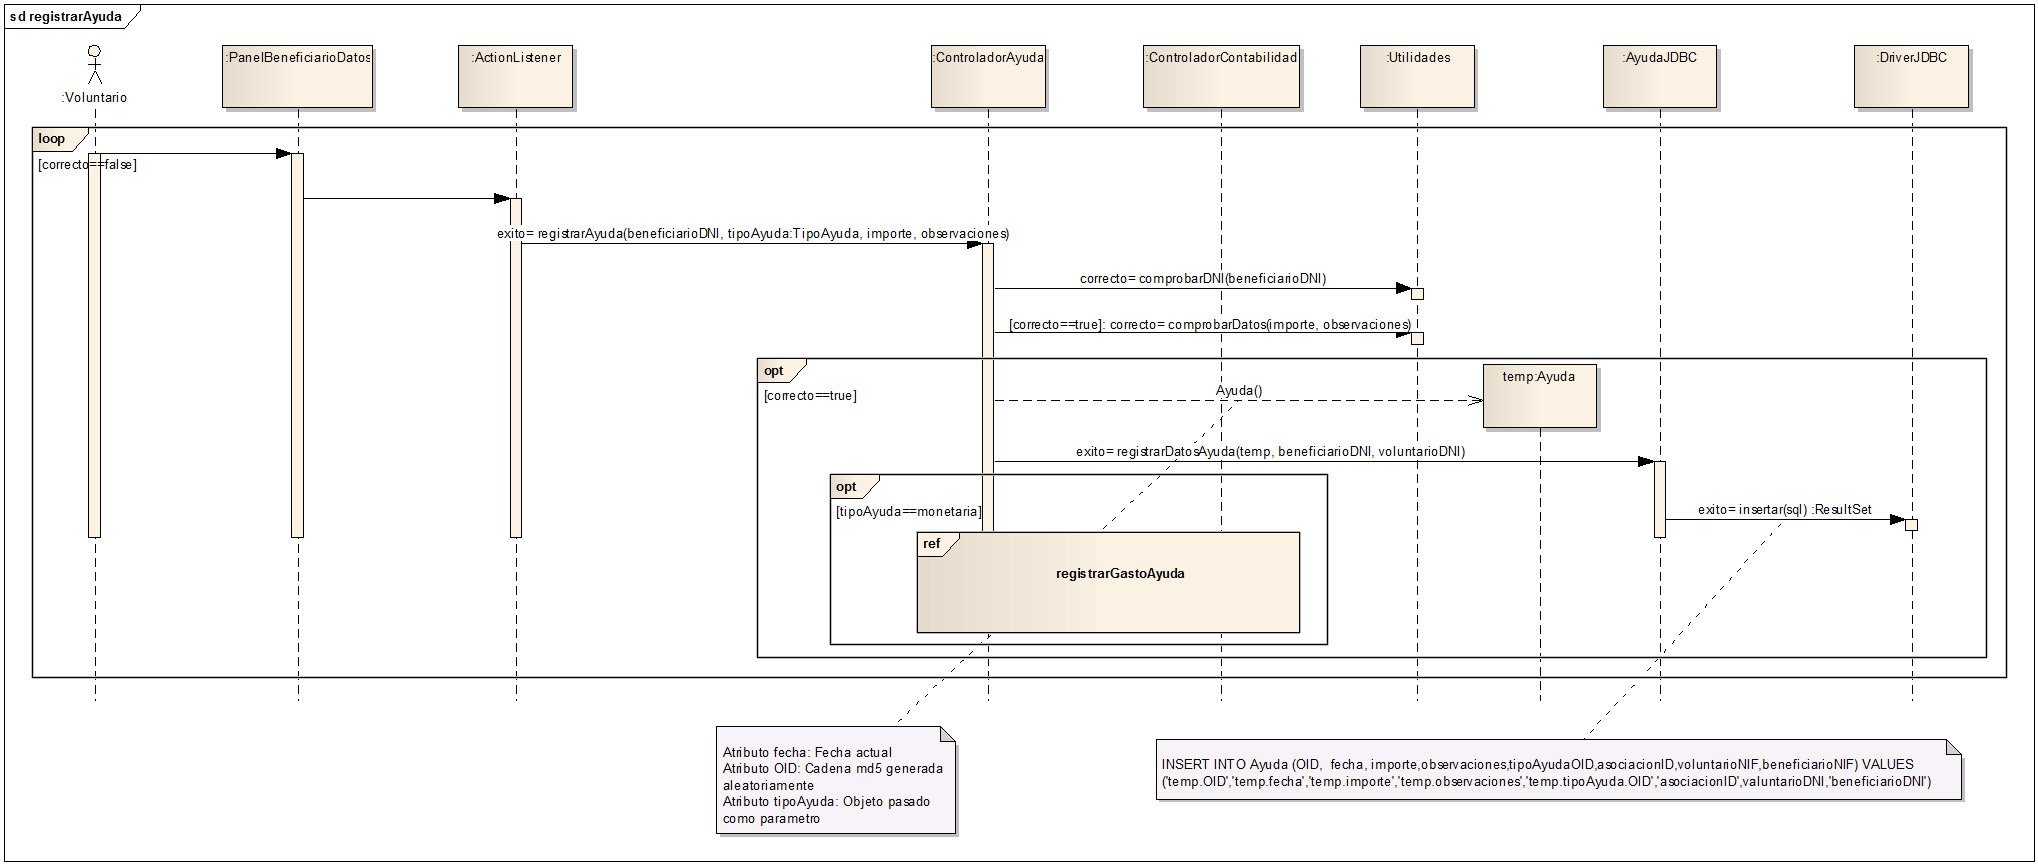 sd registrarAyuda
:Voluntario
:PanelBeneficiarioDatos
:ActionListener
:ControladorAyuda
:ControladorContabilidad
:Utilidades
:AyudaJDBC
:DriverJDBC
loop
[correcto==false]
exito= registrarAyuda(beneficiarioDNI, tipoAyuda:TipoAyuda, importe, observaciones)
correcto= comprobarDNI(beneficiarioDNI)
[correcto==true]: correcto= comprobarDatos(importe, observaciones)
opt
[correcto==true]
Ayuda()
temp:Ayuda
exito= registrarDatosAyuda(temp, beneficiarioDNI, voluntarioDNI)
opt
[tipoAyuda==monetaria]
exito= insertar(sql) :ResultSet
ref
registrarGastoAyuda
Atributo fecha: Fecha actual
Atributo OID: Cadena md5 generada
aleatoriamente
Atributo tipoAyuda: Objeto pasado
como parametro
INSERT INTO Ayuda (OID,  fecha, importe,observaciones,tipoAyudaOID,asociacionID,voluntarioNIF,beneficiarioNIF) VALUES
('temp.OID','temp.fecha','temp.importe','temp.observaciones','temp.tipoAyuda.OID','asociacionID',valuntarioDNI,'beneficiarioDNI')